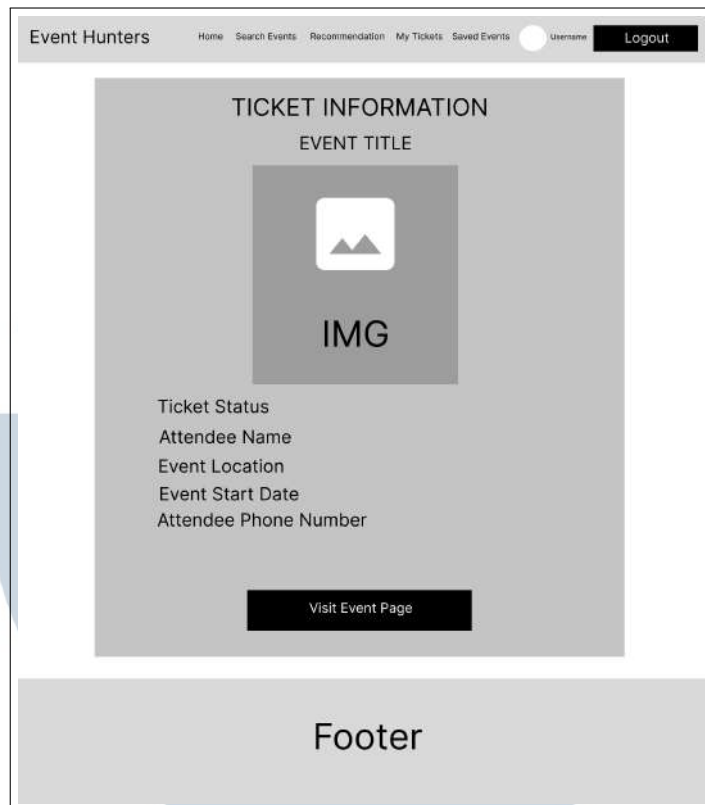 Event Hunters Home Search Events Recommendation My Tickets Saved Events Username Logout
TICKET INFORMATION
EVENT TITLE
IMG
Ticket Status
Attendee Name
Event Location
Event Start Date
Attendee Phone Number
Visit Event Page
Footer